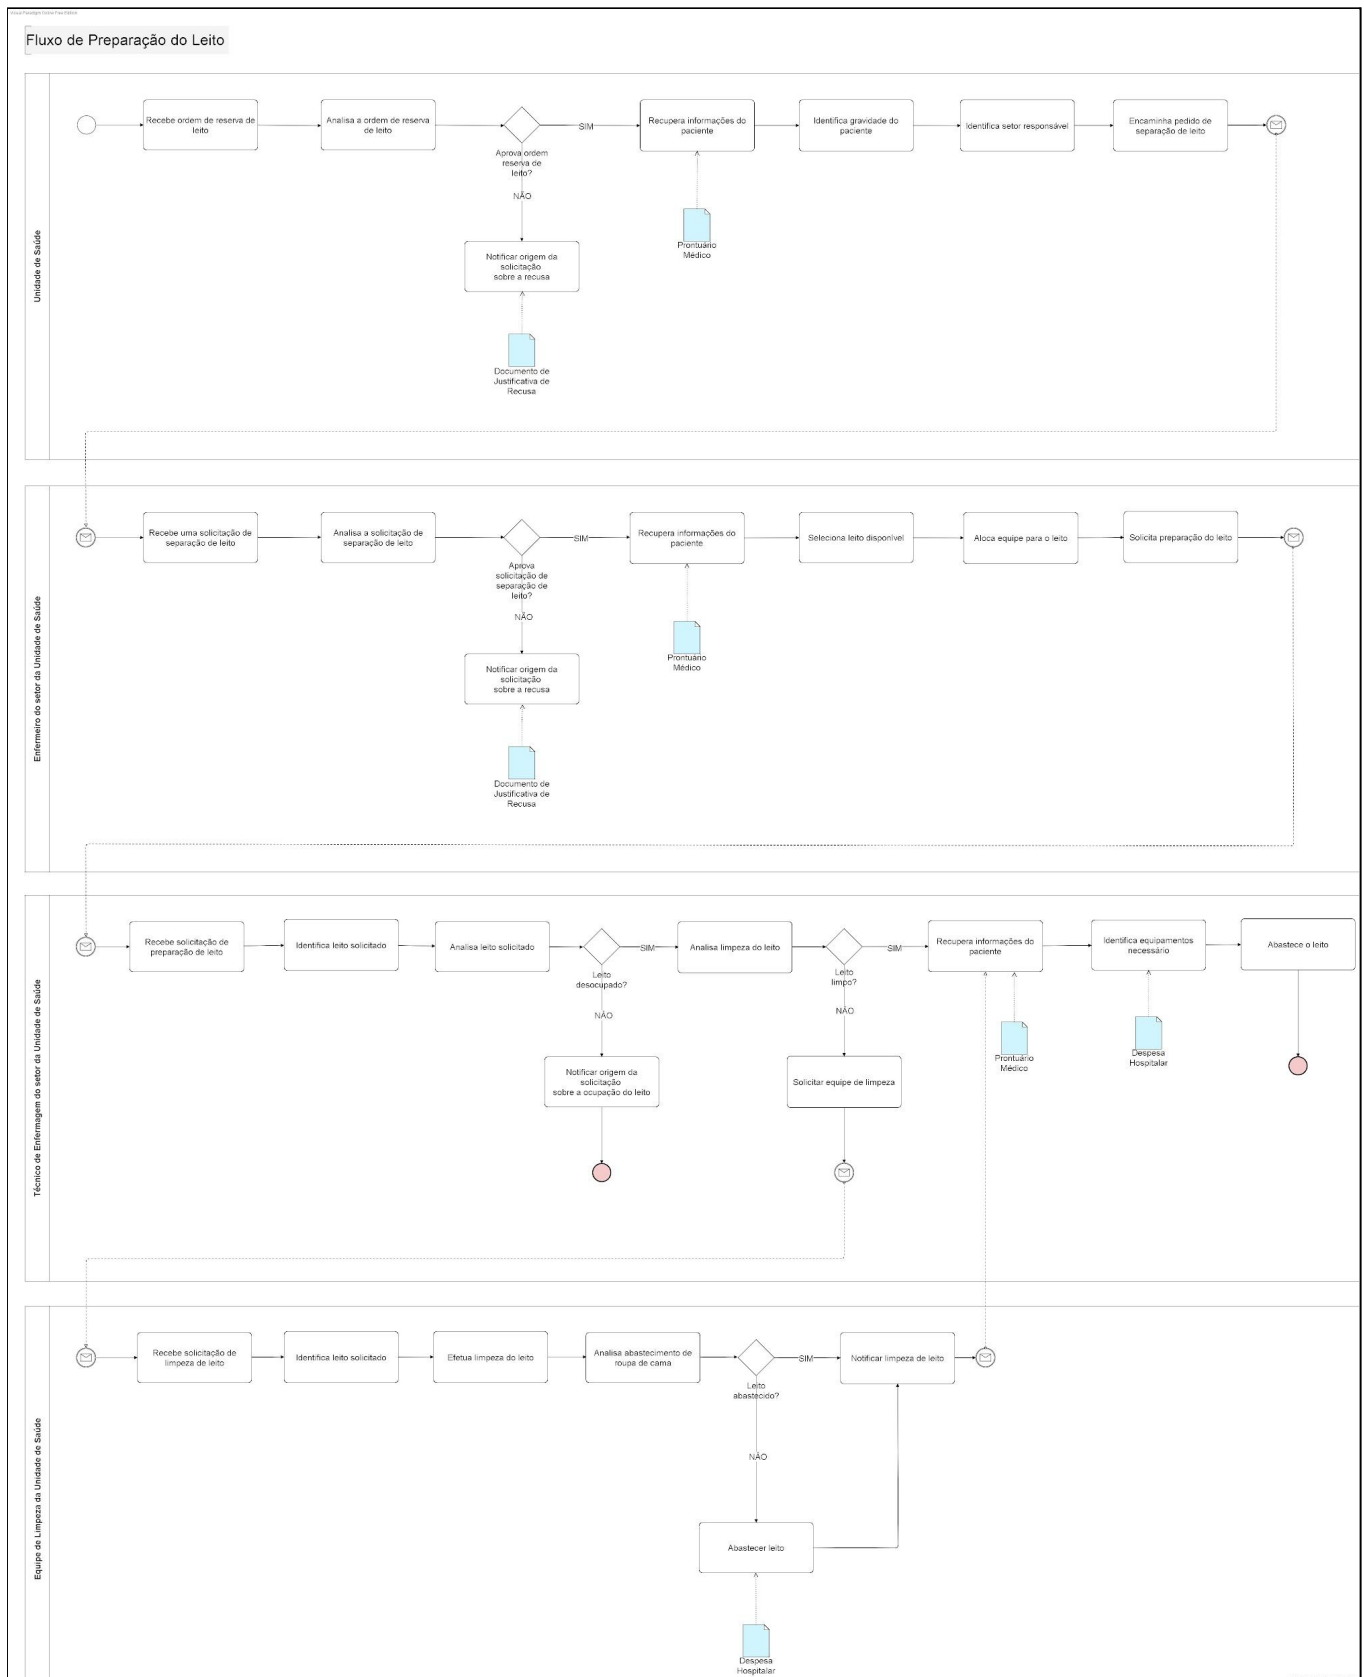 Fluxo de Preparação do Leito
Unidade de Saúde
Recebe ordem de reserva de
leito
Analisa a ordem de reserva
de leito
Aprova ordem
reserva de
leito?
SIM
NÃO
Recupera informações do
paciente
Identifica gravidade do
paciente
Identifica setor responsável
Encaminha pedido de
separação de leito
Prontuário
Médico
Notificar origem da
solicitação
sobre a recusa
Documento de
Justificativa de
Recusa
Enfermeiro do setor da Unidade de Saúde
Recebe uma solicitação de
separação de leito
Analisa a solicitação de
separação de leito
Aprova
solicitação de
separação de
leito?
SIM
NÃO
Recupera informações do
paciente
Seleciona leito disponível
Aloca equipe para o leito
Solicita preparação do leito
Prontuário
Médico
Notificar origem da
solicitação
sobre a recusa
Documento de
Justificativa de
Recusa
Técnico de Enfermagem do setor da Unidade de Saúde
Recebe solicitação de
preparação de leito
Identifica leito solicitado
Analisa leito solicitado
Leito
desocupado?
SIM
NÃO
Analisa limpeza do leito
Leito
limpo?
SIM
NÃO
Recupera informações do
paciente
Identifica equipamentos
necessário
Abastece o leito
Prontuário
Médico
Despesa
Hospitalar
Notificar origem da
solicitação
sobre a ocupação do leito
Solicitar equipe de limpeza
Equipe de Limpeza da Unidade de Saúde
Recebe solicitação de
limpeza de leito
Identifica leito solicitado
Efetua limpeza do leito
Analisa abastecimento de
roupa de cama
Leito
abastecido?
SIM
NÃO
Notificar limpeza de leito
Abastecer leito
Despesa
Hospitalar